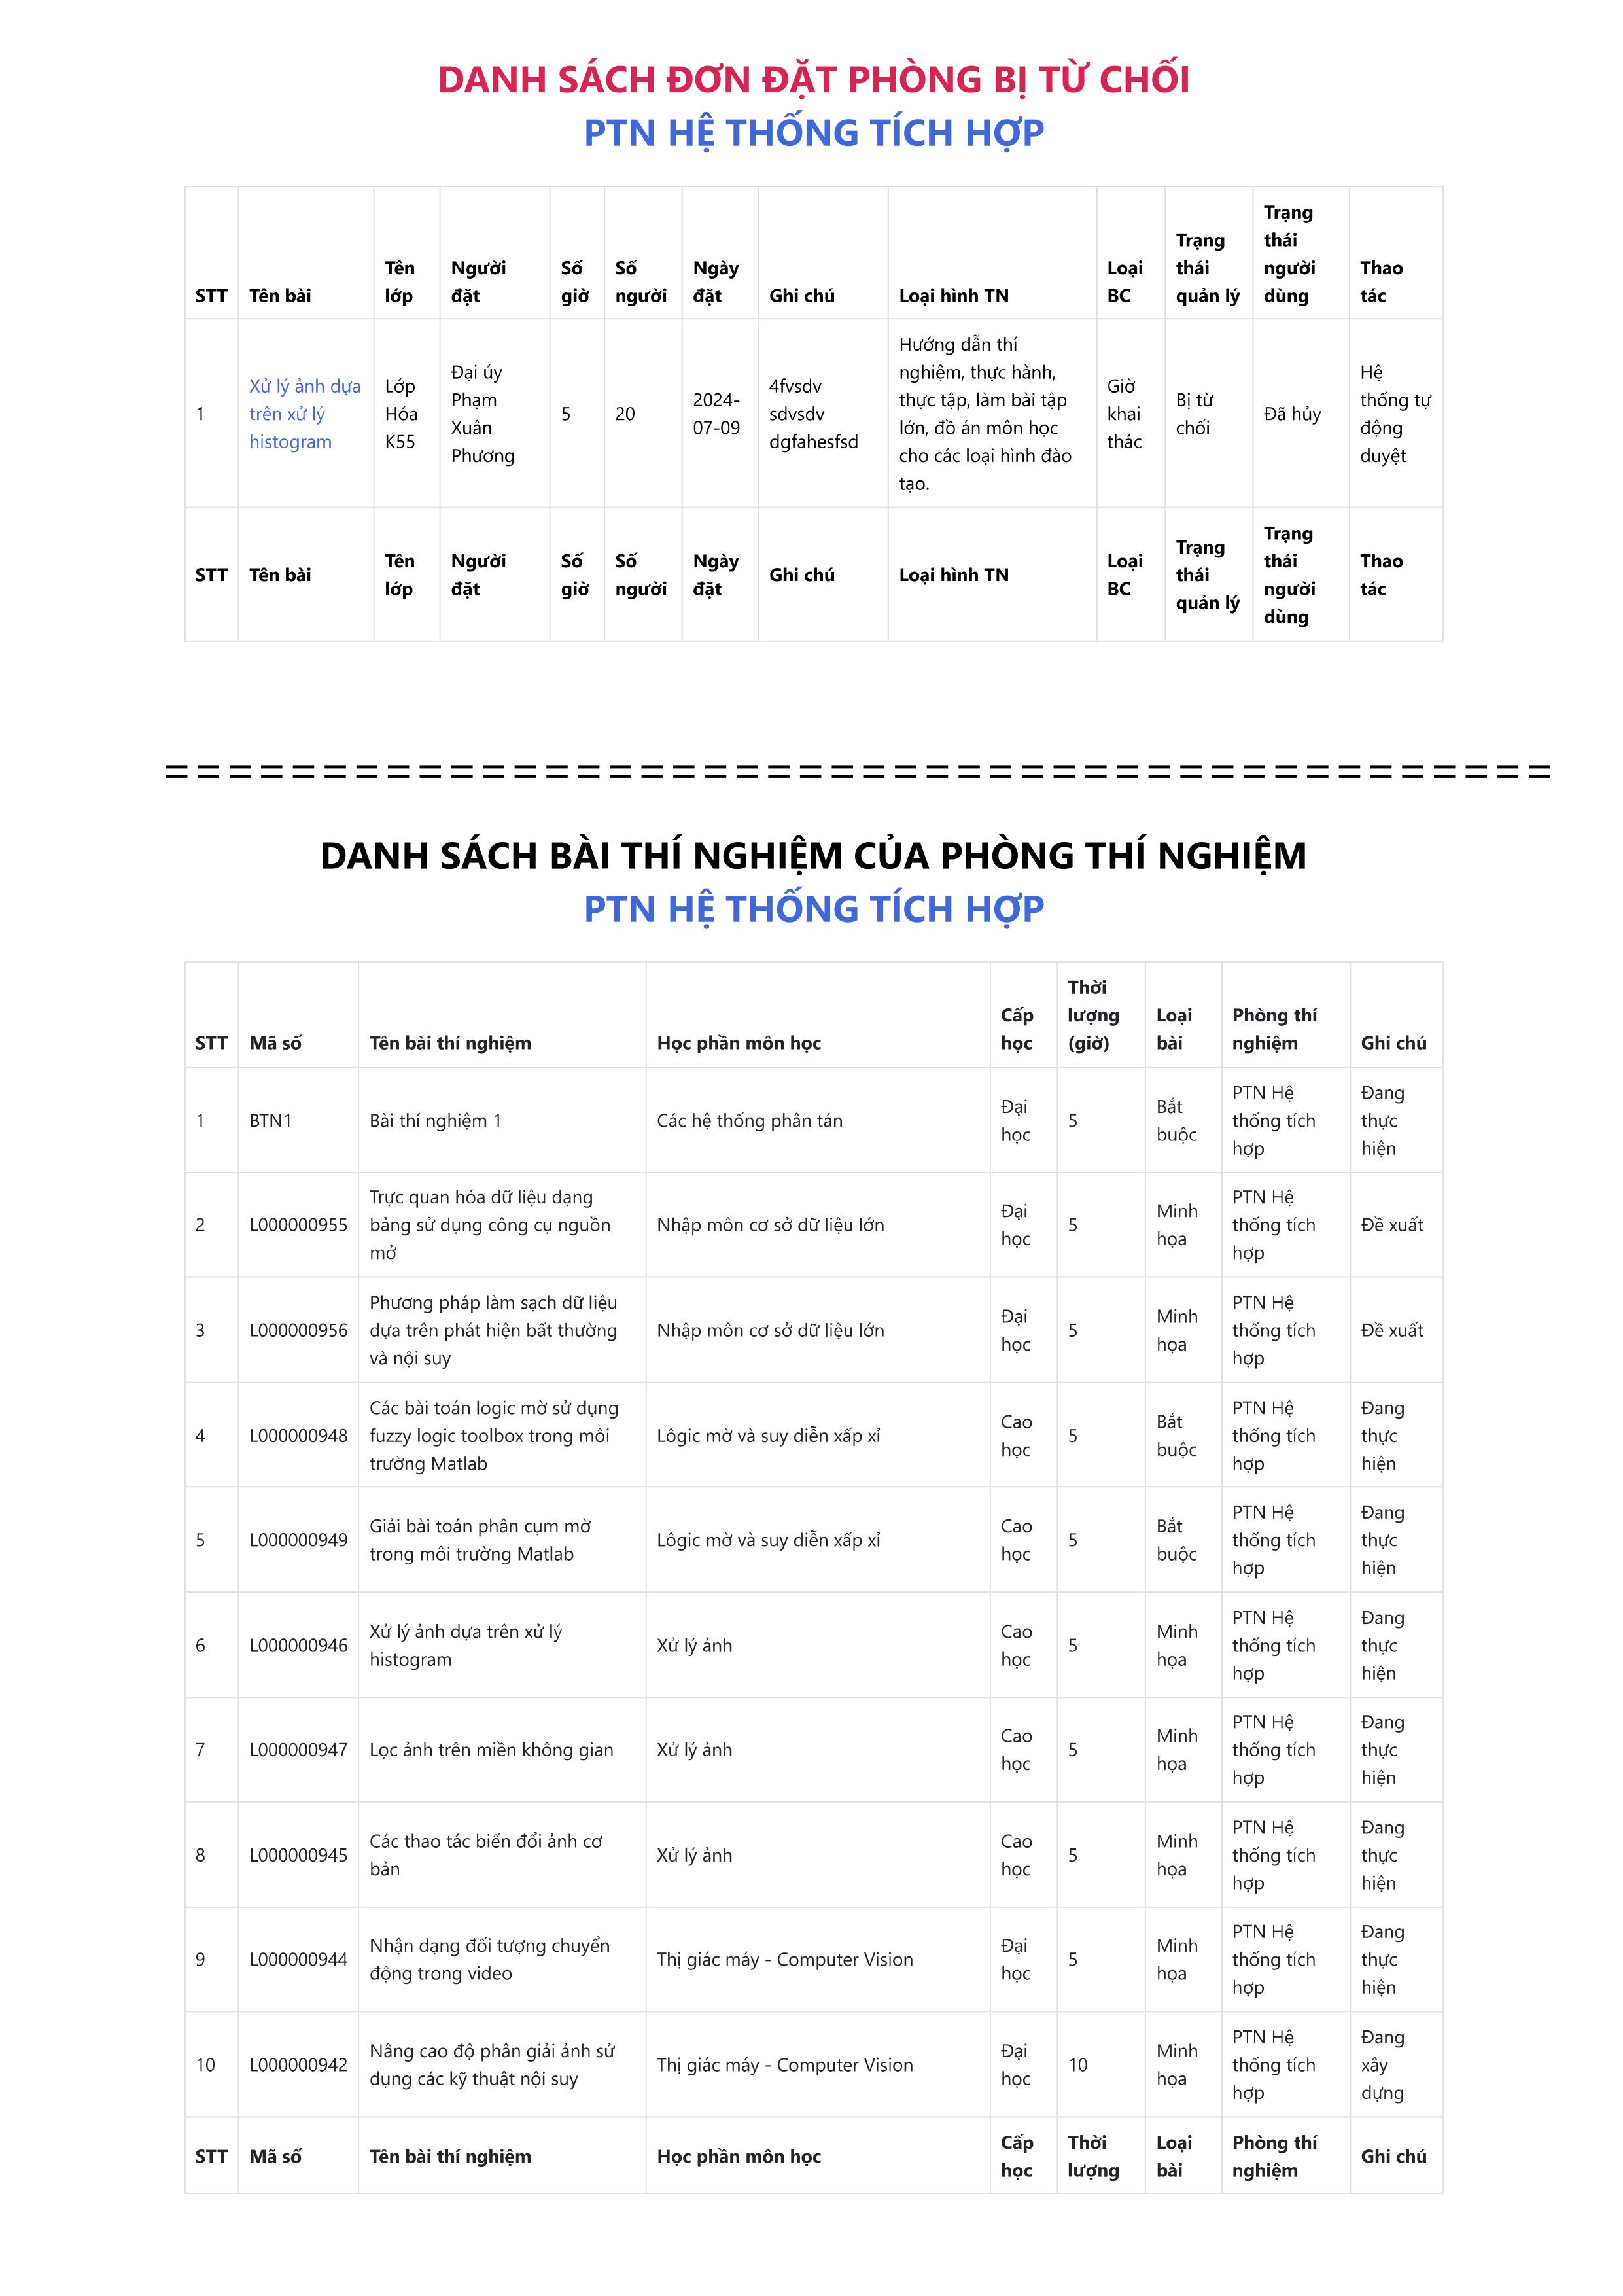 DANH SÁCH ĐƠN ĐẶT PHÒNG BỊ TỪ CHỐI
PTN HỆ THỐNG TÍCH HỢP
STT Tên bài Tên lớp Người đặt Số giờ Số người Ngày đặt Ghi chú Loại hình TN Loại BC Trạng thái quản lý Trạng thái người dùng Thao tác
1 Xử lý ảnh dựa trên xử lý histogram Lớp Hóa K55 Đại úy Phạm Xuân Phương 5 20 2024-07-09 4fvsdv sdvsdv dgfahesfsd Hướng dẫn thí nghiệm, thực hành, thực tập, làm bài tập lớn, đồ án môn học cho các loại hình đào tạo. Giờ khai thác Bị từ chối Đã hủy Hệ thống tự động duyệt
STT Tên bài Tên lớp Người đặt Số giờ Số người Ngày đặt Ghi chú Loại hình TN Loại BC Trạng thái quản lý Trạng thái người dùng Thao tác
============================================
DANH SÁCH BÀI THÍ NGHIỆM CỦA PHÒNG THÍ NGHIỆM
PTN HỆ THỐNG TÍCH HỢP
STT Mã số Tên bài thí nghiệm Học phần môn học Cấp học Thời lượng (giờ) Loại bài Phòng thí nghiệm Ghi chú
1 BTN1 Bài thí nghiệm 1 Các hệ thống phân tán Đại học 5 Bắt buộc PTN Hệ thống tích hợp Đang thực hiện
2 L000000955 Trực quan hóa dữ liệu dạng bảng sử dụng công cụ nguồn mở Nhập môn cơ sở dữ liệu lớn Đại học 5 Minh họa PTN Hệ thống tích hợp Đề xuất
3 L000000956 Phương pháp làm sạch dữ liệu dựa trên phát hiện bất thường và nội suy Nhập môn cơ sở dữ liệu lớn Đại học 5 Minh họa PTN Hệ thống tích hợp Đề xuất
4 L000000948 Các bài toán logic mờ sử dụng fuzzy logic toolbox trong môi trường Matlab Lôgic mờ và suy diễn xấp xỉ Cao học 5 Bắt buộc PTN Hệ thống tích hợp Đang thực hiện
5 L000000949 Giải bài toán phân cụm mờ trong môi trường Matlab Lôgic mờ và suy diễn xấp xỉ Cao học 5 Bắt buộc PTN Hệ thống tích hợp Đang thực hiện
6 L000000946 Xử lý ảnh dựa trên xử lý histogram Xử lý ảnh Cao học 5 Minh họa PTN Hệ thống tích hợp Đang thực hiện
7 L000000947 Lọc ảnh trên miền không gian Xử lý ảnh Cao học 5 Minh họa PTN Hệ thống tích hợp Đang thực hiện
8 L000000945 Các thao tác biến đổi ảnh cơ bản Xử lý ảnh Cao học 5 Minh họa PTN Hệ thống tích hợp Đang thực hiện
9 L000000944 Nhận dạng đối tượng chuyển động trong video Thị giác máy - Computer Vision Đại học 5 Minh họa PTN Hệ thống tích hợp Đang thực hiện
10 L000000942 Nâng cao độ phân giải ảnh sử dụng các kỹ thuật nội suy Thị giác máy - Computer Vision Đại học 10 Minh họa PTN Hệ thống tích hợp Đang xây dựng
STT Mã số Tên bài thí nghiệm Học phần môn học Cấp học Thời lượng Loại bài Phòng thí nghiệm Ghi chú